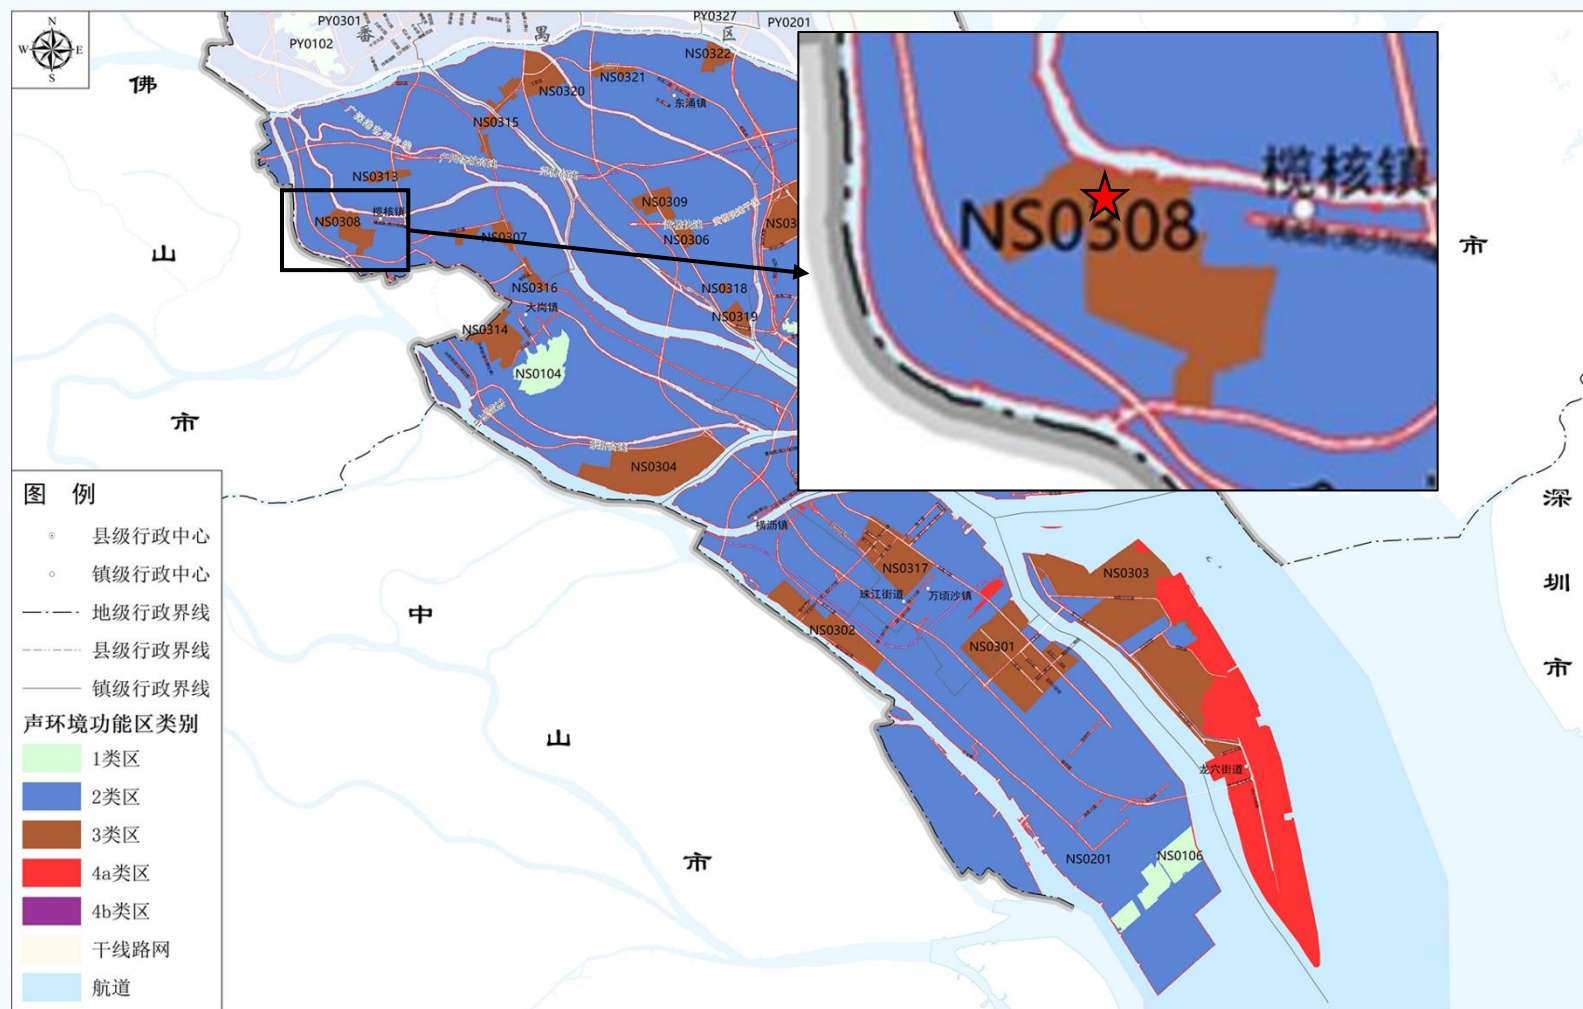 N
W
E
S
PY0301
PY0102
番
禺
区
PY0327
PY0201
NS0322
NS0321
NS0320
东涌镇
NS0315
NS0313
NS0308
榄核镇
NS0307
NS0309
NS0306
NS03
NS0316
大岗镇
NS0318
NS0319
NS0314
NS0104
NS0304
横沥镇
NS0317
珠江街道
万顷沙镇
NS0302
NS0301
NS0303
龙穴街道
NS0201
NS0106
榄核镇
NS0308
佛
山
市
中
山
市
市
深
圳
市
图 例
县级行政中心
镇级行政中心
地级行政界线
县级行政界线
镇级行政界线
声环境功能区类别
1类区
2类区
3类区
4a类区
4b类区
干线路网
航道